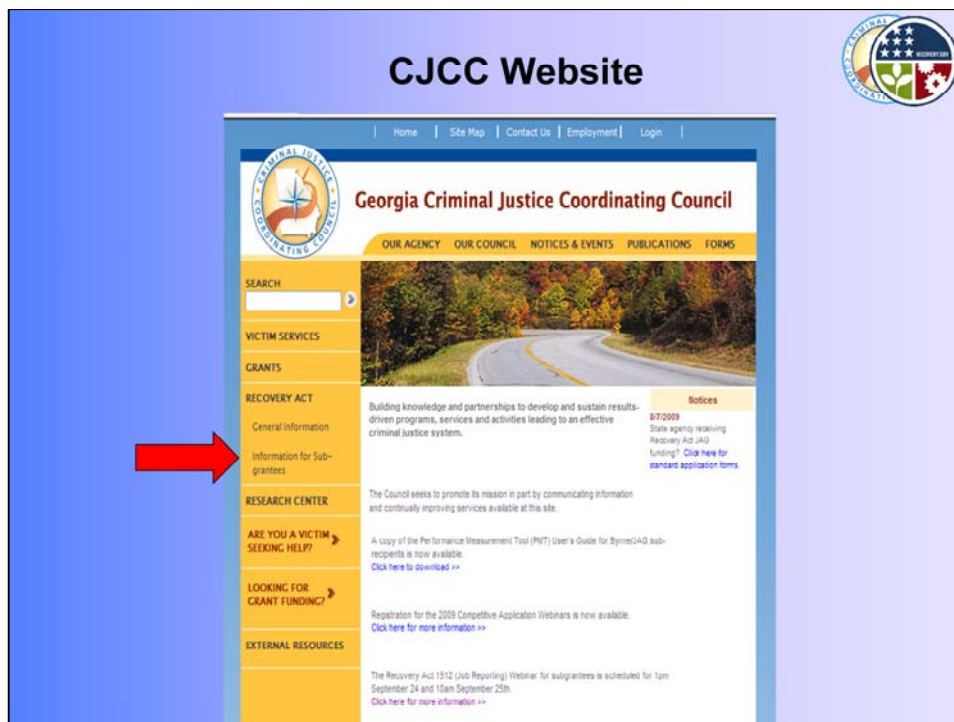 CJCC Website
RECOVERY.GOV
Home | Site Map | Contact Us | Employment | Login
CRIMINAL JUSTICE COORDINATING COUNCIL
Georgia Criminal Justice Coordinating Council
OUR AGENCY OUR COUNCIL NOTICES & EVENTS PUBLICATIONS FORMS
SEARCH
VICTIM SERVICES
GRANTS
RECOVERY ACT
General Information
Information for Sub-
grantees
RESEARCH CENTER
ARE YOU A VICTIM
SEEKING HELP?
LOOKING FOR
GRANT FUNDING?
EXTERNAL RESOURCES
Building knowledge and partnerships to develop and sustain results-
driven programs, services and activities leading to an effective
criminal justice system.
Notices
8/7/2009
State agency receiving
Recovery Act JAG
funding? Click here for
standard application forms.
The Council seeks to promote its mission in part by communicating information
and continually improving services available at this site.
A copy of the Performance Measurement Tool (PMT) User's Guide for Byrne/JAG sub-
recipients is now available.
Click here to download >>
Registration for the 2009 Competitive Application Webinars is now available.
Click here for more information >>
The Recovery Act 1512 (Job Reporting) Webinar for subgrantees is scheduled for 1pm
September 24 and 10am September 25th.
Click here for more information >>